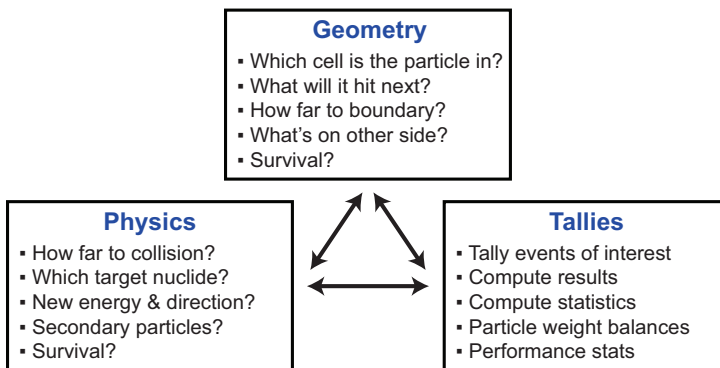 Geometry
▪ Which cell is the particle in?
▪ What will it hit next?
▪ How far to boundary?
▪ What’s on other side?
▪ Survival?
Physics
▪ How far to collision?
▪ Which target nuclide?
▪ New energy & direction?
▪ Secondary particles?
▪ Survival?
Tallies
▪ Tally events of interest
▪ Compute results
▪ Compute statistics
▪ Particle weight balances
▪ Performance stats